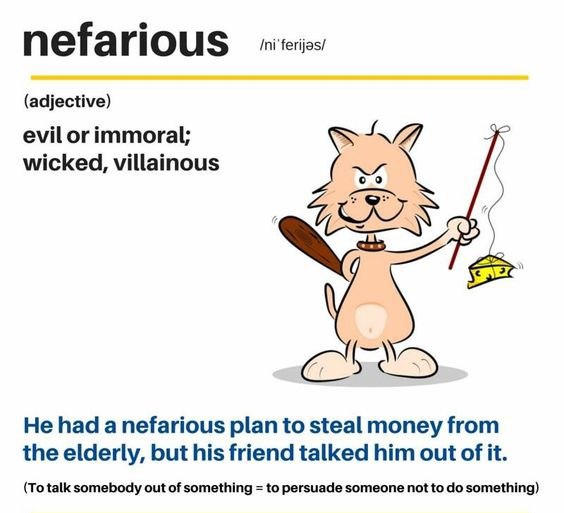 nefarious /niˈferijəs/
(adjective)
evil or immoral;
wicked, villainous
He had a nefarious plan to steal money from
the elderly, but his friend talked him out of it.
(To talk somebody out of something = to persuade someone not to do something)